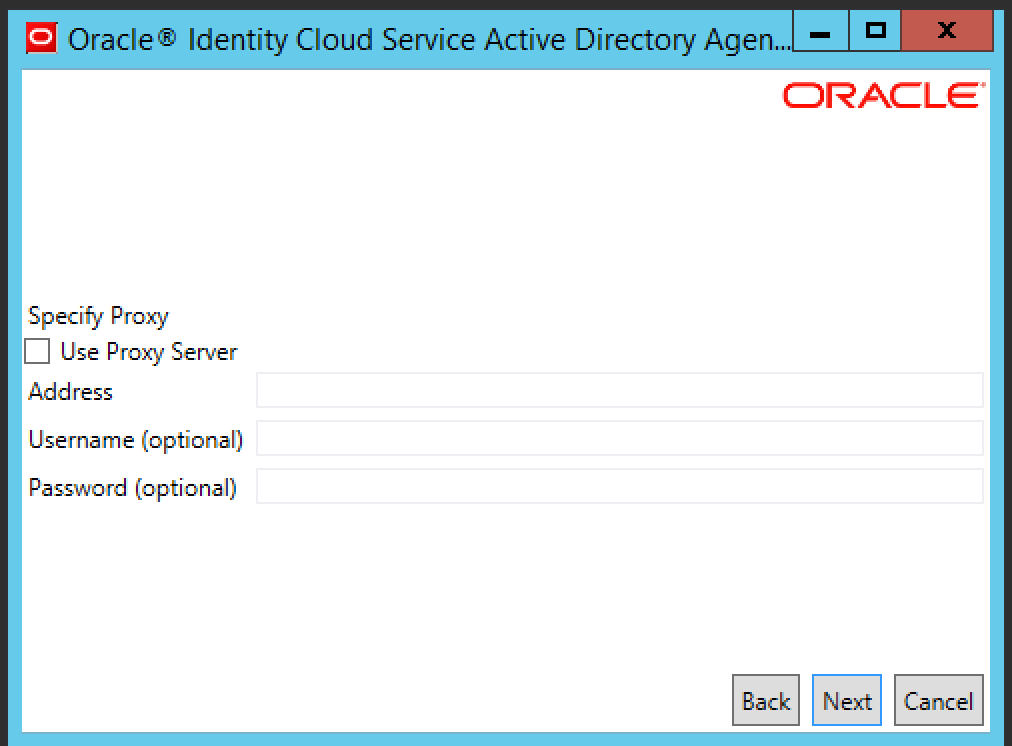 Oracle® Identity Cloud Service Active Directory Agen...
X
ORACLE
Specify Proxy
Use Proxy Server
Address
Username (optional)
Password (optional)
Back Next Cancel